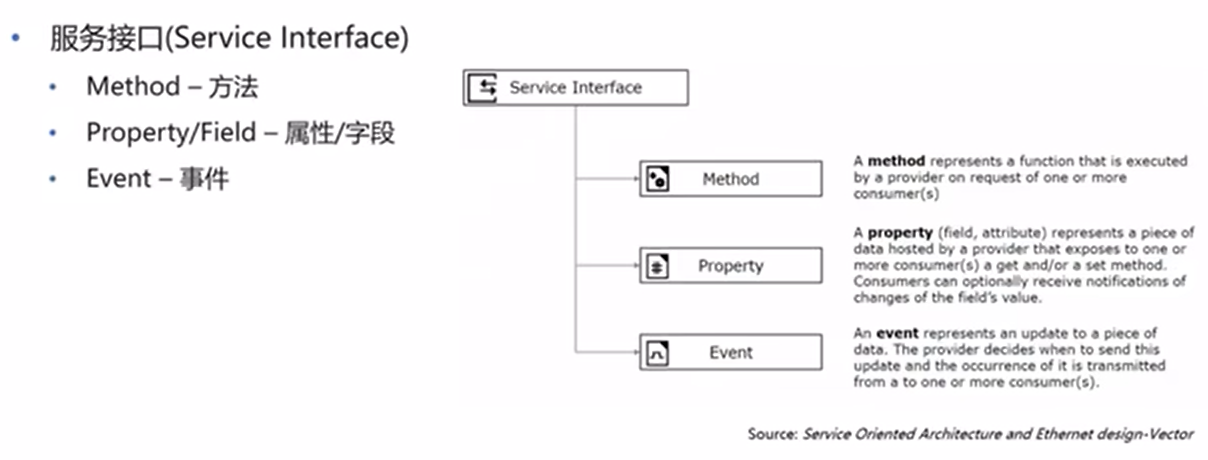 服务接口(Service Interface)
Method – 方法
Property/Field – 属性/字段
Event – 事件
Service Interface
Method
A method represents a function that is executed
by a provider on request of one or more
consumer(s)
Property
A property (field, attribute) represents a piece of
data hosted by a provider that exposes to one or
more consumer(s) a get and/or a set method.
Consumers can optionally receive notifications of
changes of the field's value.
Event
An event represents an update to a piece of
data. The provider decides when to send this
update and the occurrence of it is transmitted
from a to one or more consumer(s).
Source: Service Oriented Architecture and Ethernet design-Vector